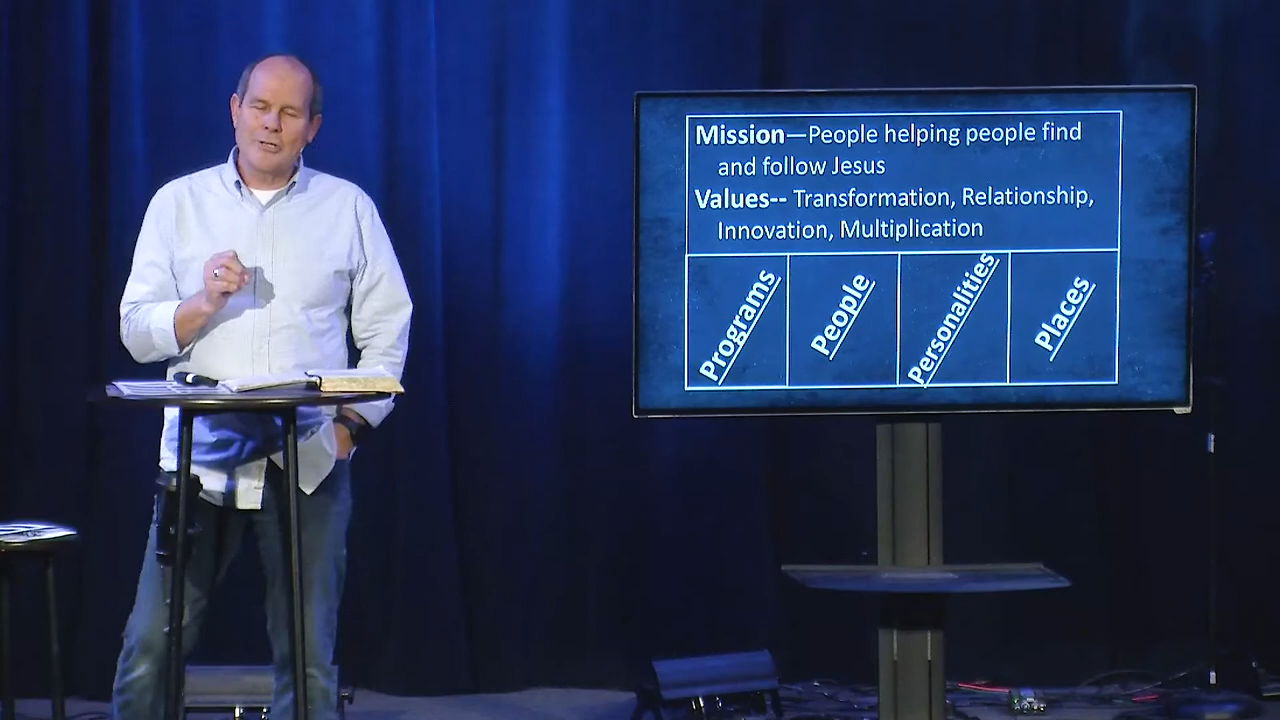 Mission—People helping people find
and follow Jesus
Values-- Transformation, Relationship,
Innovation, Multiplication
Programs
People
Personalities
Places